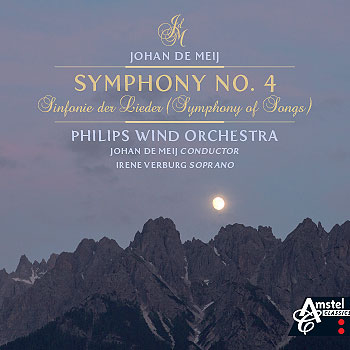 JM
JOHAN DE MEIJ
SYMPHONY NO. 4
Sinfonie der Lieder (Symphony of Songs)
PHILIPS WIND ORCHESTRA
JOHAN DE MEIJ CONDUCTOR
IRENE VERBURG SOPRANO
Amstel
CLASSICS